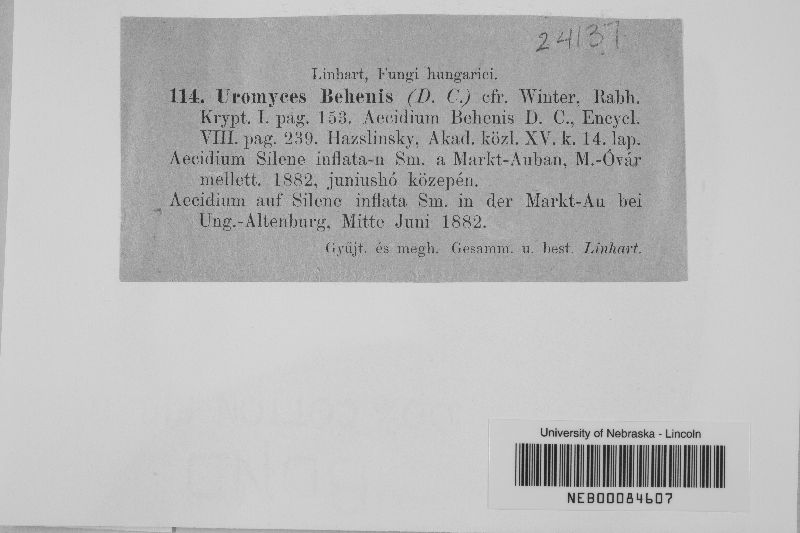 24137
Linhart, Fungi hungarici.
114. Uromyces Behenis (D. C.) cfr. Winter, Rabh.
Krypt. I. pag. 153. Aecidium Behenis D. C., Encycl.
VIII. pag. 239. Hazslinsky, Akad. közl. XV. k. 14. lap.
Aecidium Silene inflata-n Sm. a Markt-Auban, M.-Óvár
mellett. 1882, juniushó közepén.
Aecidium auf Silene inflata Sm. in der Markt-Au bei
Ung.-Altenburg, Mitte Juni 1882.
Gyüjt. és megh. Gesamm. u. best. Linhart.
University of Nebraska - Lincoln
NEB00084607